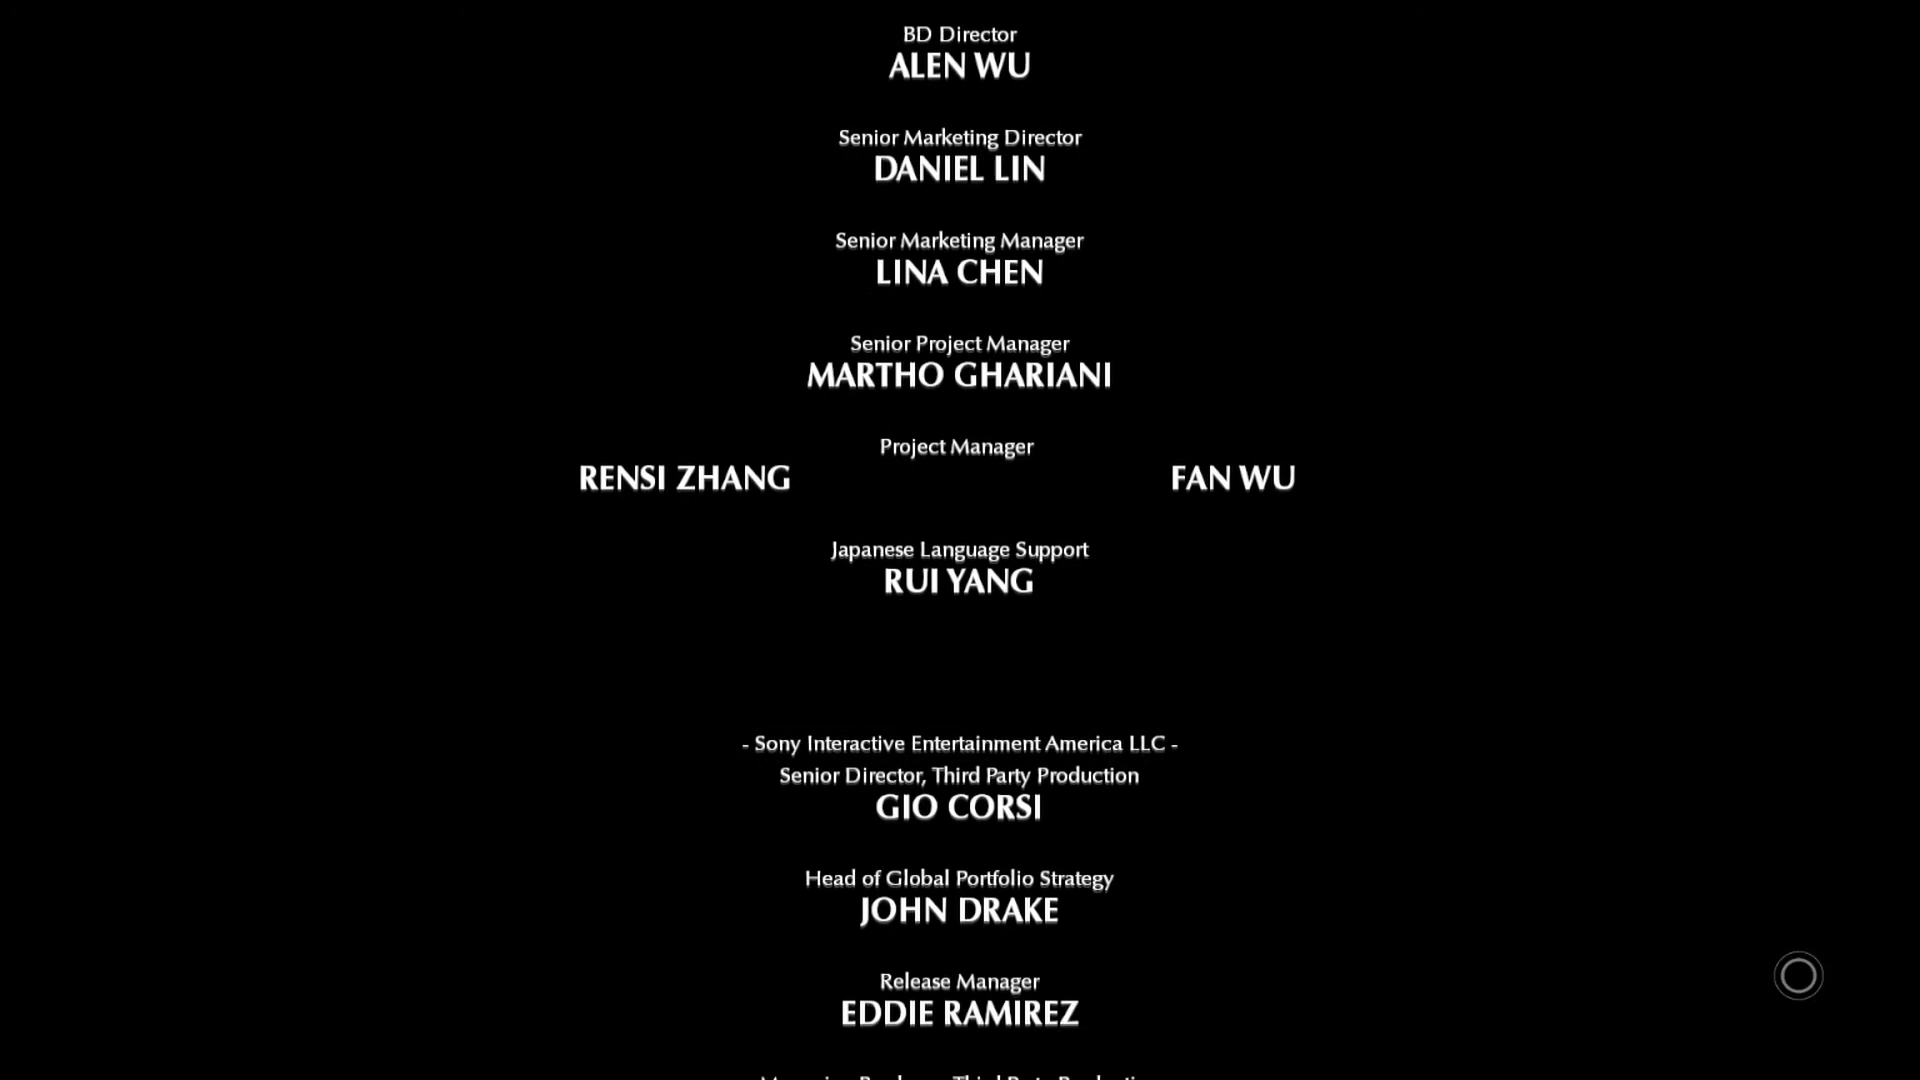 BD Director
ALEN WU
Senior Marketing Director
DANIEL LIN
Senior Marketing Manager
LINA CHEN
Senior Project Manager
MARTHO GHARIANI
Project Manager
RENSI ZHANG FAN WU
Japanese Language Support
RUI YANG
- Sony Interactive Entertainment America LLC -
Senior Director, Third Party Production
GIO CORSI
Head of Global Portfolio Strategy
JOHN DRAKE
Release Manager
EDDIE RAMIREZ